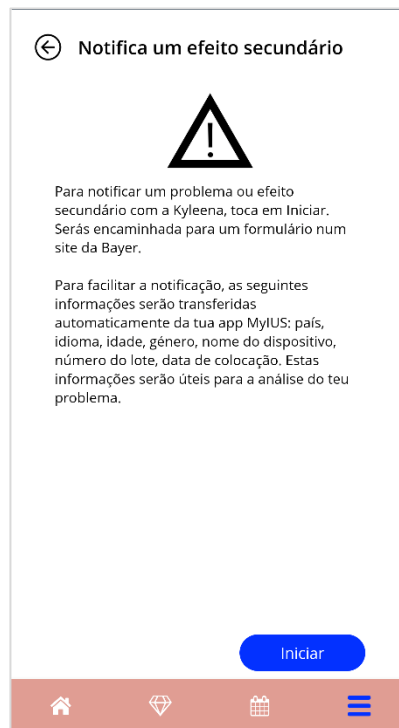 Notifica um efeito secundário
Para notificar um problema ou efeito
secundário com a Kyleena, toca em Iniciar.
Serás encaminhada para um formulário num
site da Bayer.
Para facilitar a notificação, as seguintes
informações serão transferidas
automaticamente da tua app MyIUS: país,
idioma, idade, género, nome do dispositivo,
número do lote, data de colocação. Estas
informações serão úteis para a análise do teu
problema.
Iniciar